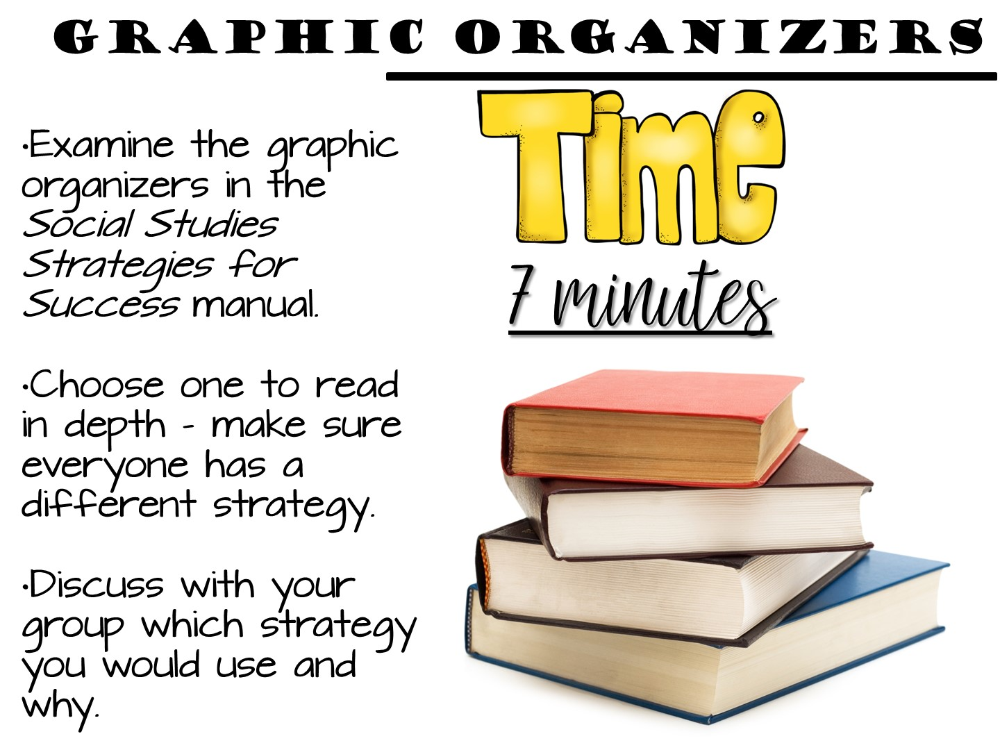 GRAPHIC ORGANIZERS
Time
7 minutes
•Examine the graphic
organizers in the
Social Studies
Strategies for
Success manual.
•Choose one to read
in depth - make sure
everyone has a
different strategy.
•Discuss with your
group which strategy
you would use and
why.